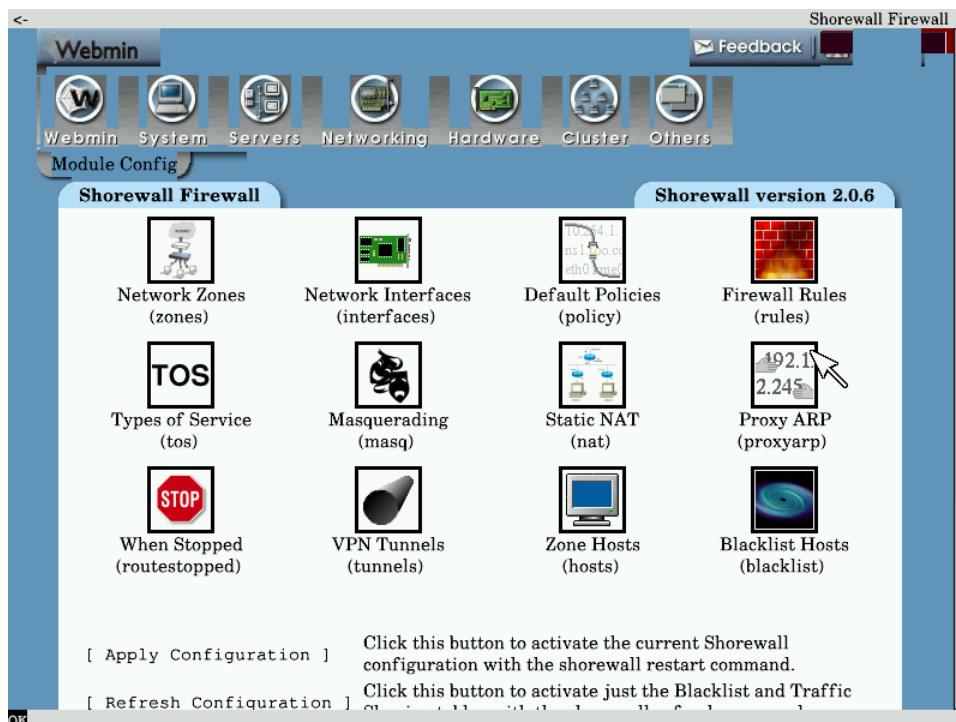 <- Shorewall Firewall
Webmin Feedback
Webmin System Servers Networking Hardware Cluster Others
Module Config
Shorewall Firewall Shorewall version 2.0.6
Network Zones
(zones)
Network Interfaces
(interfaces)
Default Policies
(policy)
Firewall Rules
(rules)
TOS
Types of Service
(tos)
Masquerading
(masq)
Static NAT
(nat)
192.1
2.245
Proxy ARP
(proxyarp)
STOP
When Stopped
(routestopped)
VPN Tunnels
(tunnels)
Zone Hosts
(hosts)
Blacklist Hosts
(blacklist)
[ Apply Configuration ] Click this button to activate the current Shorewall
configuration with the shorewall restart command.
[ Refresh Configuration ] Click this button to activate just the Blacklist and Traffic
OK